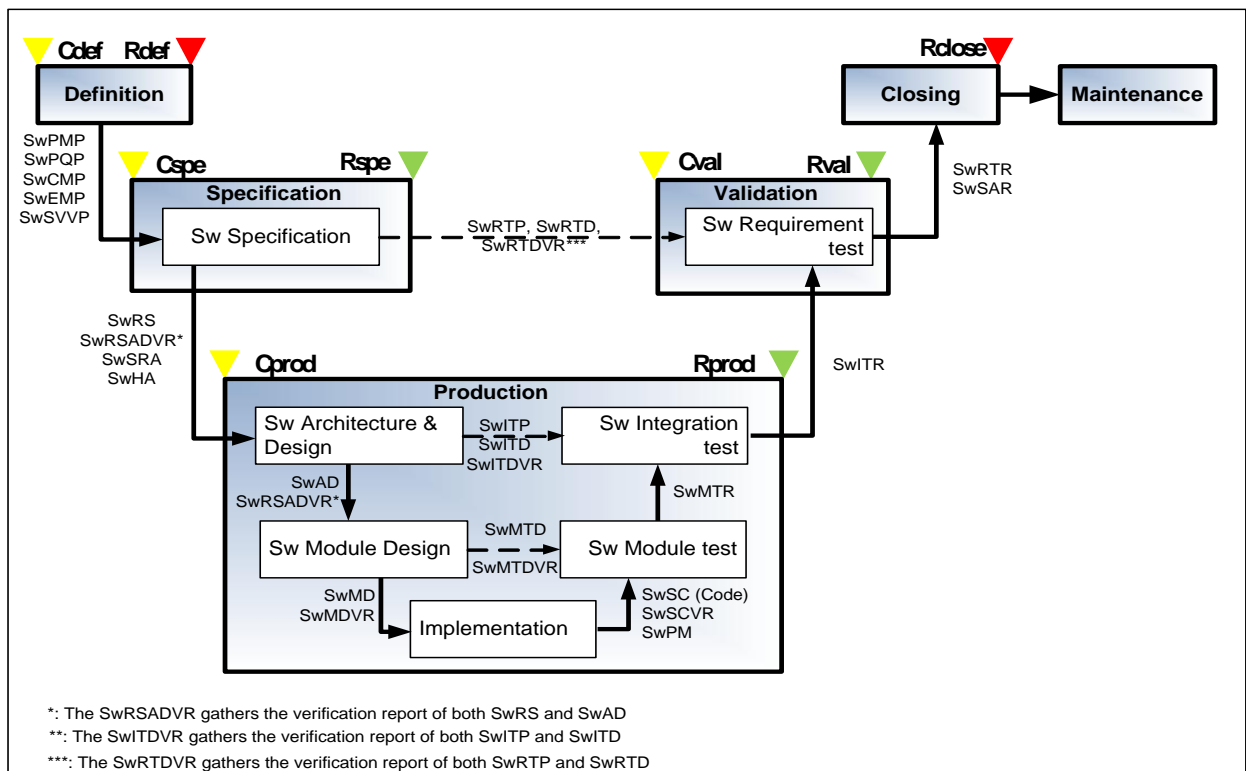 Cdef Rdef
Definition
SwPMP
SwPQP
SwCMP
SwEMP
SwSVVP
Cspe Rspe
Specification
Sw Specification
SwRTP, SwRTD,
SwRTDVR***
Cval Rval
Validation
Sw Requirement
test
Rclose
Closing
Maintenance
SwRTR
SwSAR
SwRS
SwRSADVR*
SwSRA
SwHA
SwITR
Cprod Rprod
Production
Sw Architecture &
Design
SwITP
SwITD
SwITDVR
Sw Integration
test
SwAD
SwRSADVR*
SwMTR
Sw Module Design
SwMTD
SwMTDVR
Sw Module test
SwMD
SwMDVR
Implementation
SwSC (Code)
SwSCVR
SwPM
*: The SwRSADVR gathers the verification report of both SwRS and SwAD
**: The SwITDVR gathers the verification report of both SwITP and SwITD
***: The SwRTDVR gathers the verification report of both SwRTP and SwRTD